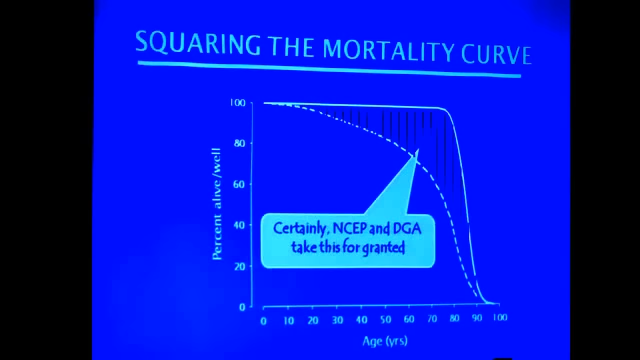 SQUARING THE MORTALITY CURVE
Percent alive/well
100
80
60
40
20
0
Certainly, NCEP and DGA
take this for granted
0 10 20 30 40 50 60 70 80 90 100
Age (yrs)